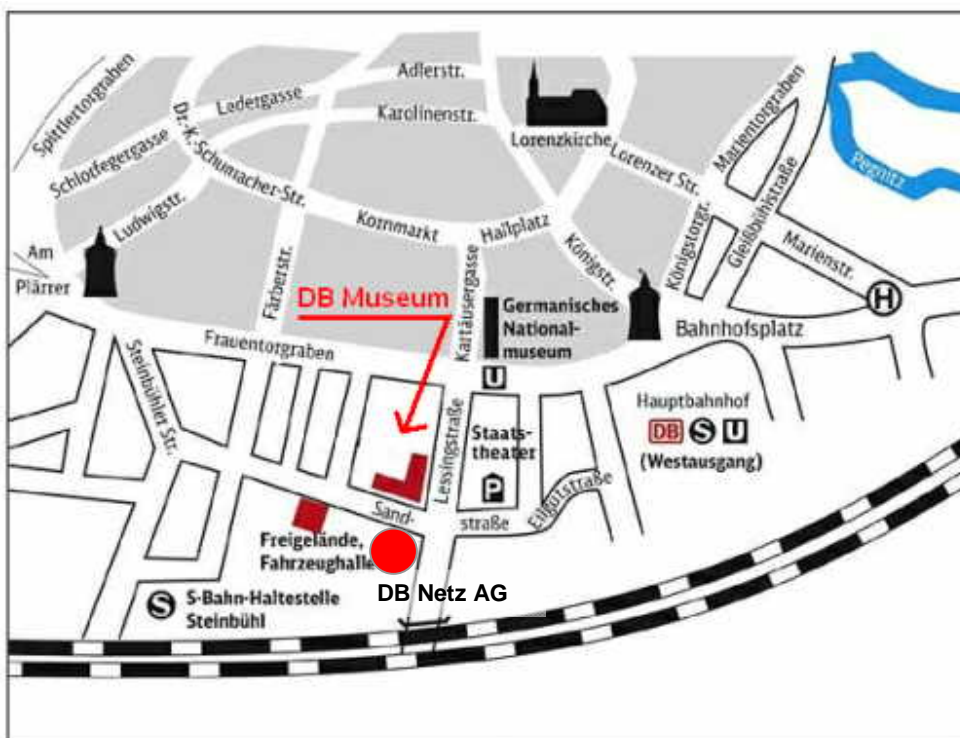 Spittlertorgraben
Schlotfegergasse
Ledergasse
Adlerstr.
Karolinenstr.
Dr.-K.-Schumacher-Str.
Ludwigstr.
Lorenzkirche
Lorenzer Str.
Marientorgraben
Pegnitz
Gleißbühlstraße
Königstorgr.
Marienstr.
Kornmarkt
Hallplatz
Königstr.
Am
Plärrer
Färberstr.
DB Museum
Kartäusergasse
Germanisches
National-
museum
Bahnhofsplatz
H
Frauentorgraben
U
Steinbühler Str.
Lessingstraße
Staats-
theater
P
Hauptbahnhof
DB S U
(Westausgang)
Sand-
straße
Eilgutstraße
Freigelände,
Fahrzeughalle
DB Netz AG
S
S-Bahn-Haltestelle
Steinbühl